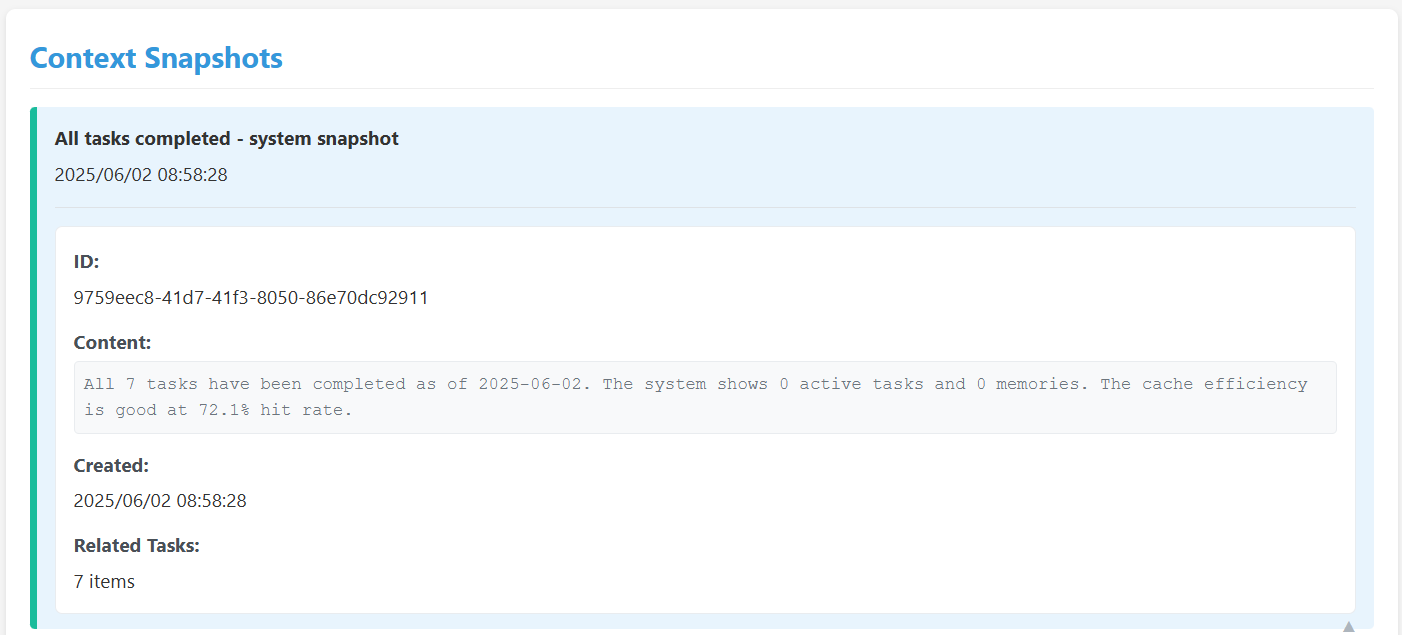 Context Snapshots
All tasks completed - system snapshot
2025/06/02 08:58:28
ID:
9759eec8-41d7-41f3-8050-86e70dc92911
Content:
All 7 tasks have been completed as of 2025-06-02. The system shows 0 active tasks and 0 memories. The cache efficiency
is good at 72.1% hit rate.
Created:
2025/06/02 08:58:28
Related Tasks:
7 items